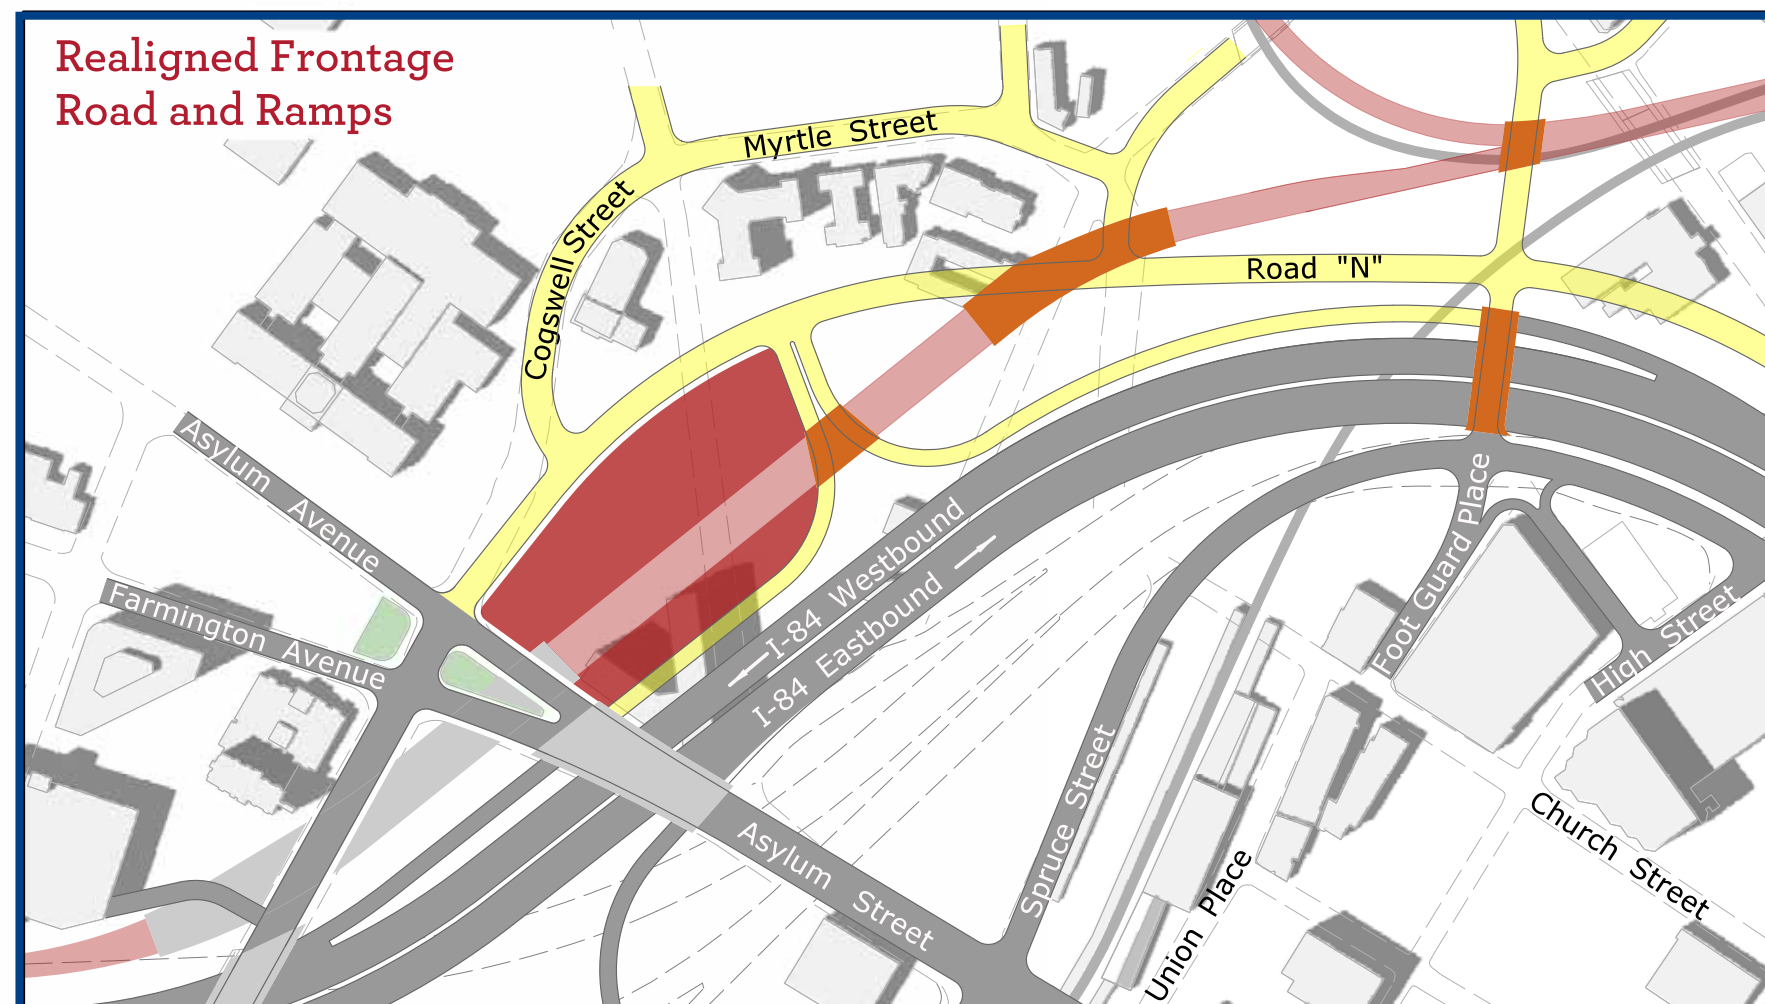 Realigned Frontage
Road and Ramps
Myrtle Street
Cogswell Street
Road "N"
Asylum Avenue
Farmington Avenue
I-84 Westbound
I-84 Eastbound
Foot Guard Place
High Street
Spruce Street
Asylum Street
Union Place
Church Street